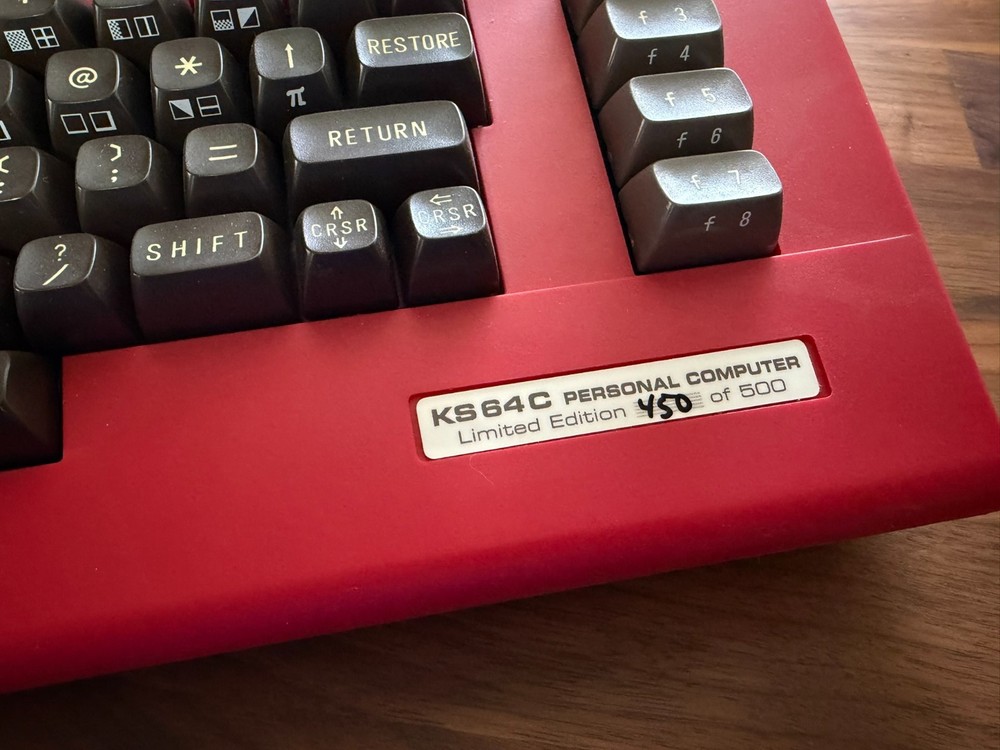 f 3
f 4
RESTORE
@
*
↑
π
f 5
f 6
RETURN
=
f 7
f 8
?
/
SHIFT
↑
CRSR
↓
←
CRSR
→
KS64C PERSONAL COMPUTER
Limited Edition 450 of 500